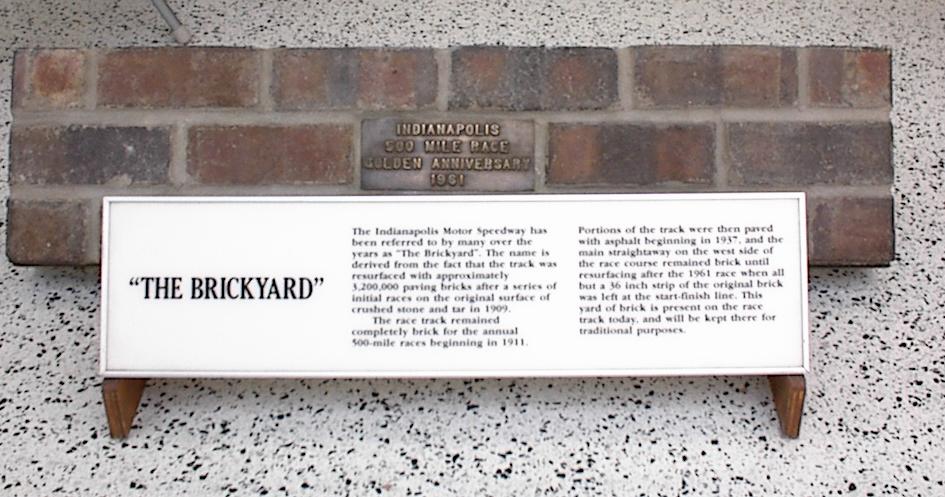 INDIANAPOLIS
500 MILE RACE
GOLDEN ANNIVERSARY
1961
“THE BRICKYARD”
The Indianapolis Motor Speedway has
been referred to by many over the
years as “The Brickyard”. The name is
derived from the fact that the track was
resurfaced with approximately
3,200,000 paving bricks after a series of
initial races on the original surface of
crushed stone and tar in 1909.
The race track remained
completely brick for the annual
500-mile races beginning in 1911.
Portions of the track were then paved
with asphalt beginning in 1937, and the
main straightaway on the west side of
the race course remained brick until
resurfacing after the 1961 race when all
but a 36 inch strip of the original brick
was left at the start-finish line. This
yard of brick is present on the race
track today, and will be kept there for
traditional purposes.